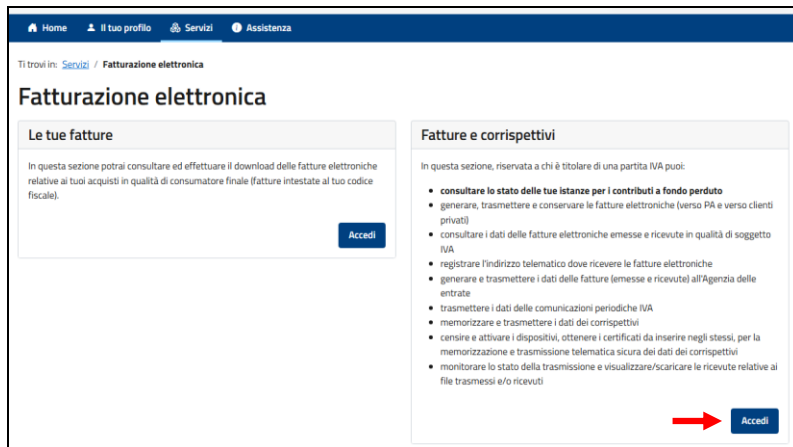 Home Il tuo profilo Servizi Assistenza
Ti trovi in: Servizi / Fatturazione elettronica
Fatturazione elettronica
Le tue fatture
In questa sezione potrai consultare ed effettuare il download delle fatture elettroniche
relative ai tuoi acquisti in qualità di consumatore finale (fatture intestate al tuo codice
fiscale).
Accedi
Fatture e corrispettivi
In questa sezione, riservata a chi è titolare di una partita IVA puoi:
• consultare lo stato delle tue istanze per i contributi a fondo perduto
• generare, trasmettere e conservare le fatture elettroniche (verso PA e verso clienti
privati)
• consultare i dati delle fatture elettroniche emesse e ricevute in qualità di soggetto
IVA
• registrare l'indirizzo telematico dove ricevere le fatture elettroniche
• generare e trasmettere i dati delle fatture (emesse e ricevute) all'Agenzia delle
entrate
• trasmettere i dati delle comunicazioni periodiche IVA
• memorizzare e trasmettere i dati dei corrispettivi
• censire e attivare i dispositivi, ottenere i certificati da inserire negli stessi, per la
memorizzazione e trasmissione telematica sicura dei dati dei corrispettivi
• monitorare lo stato della trasmissione e visualizzare/scaricare le ricevute relative ai
file trasmessi e/o ricevuti
Accedi